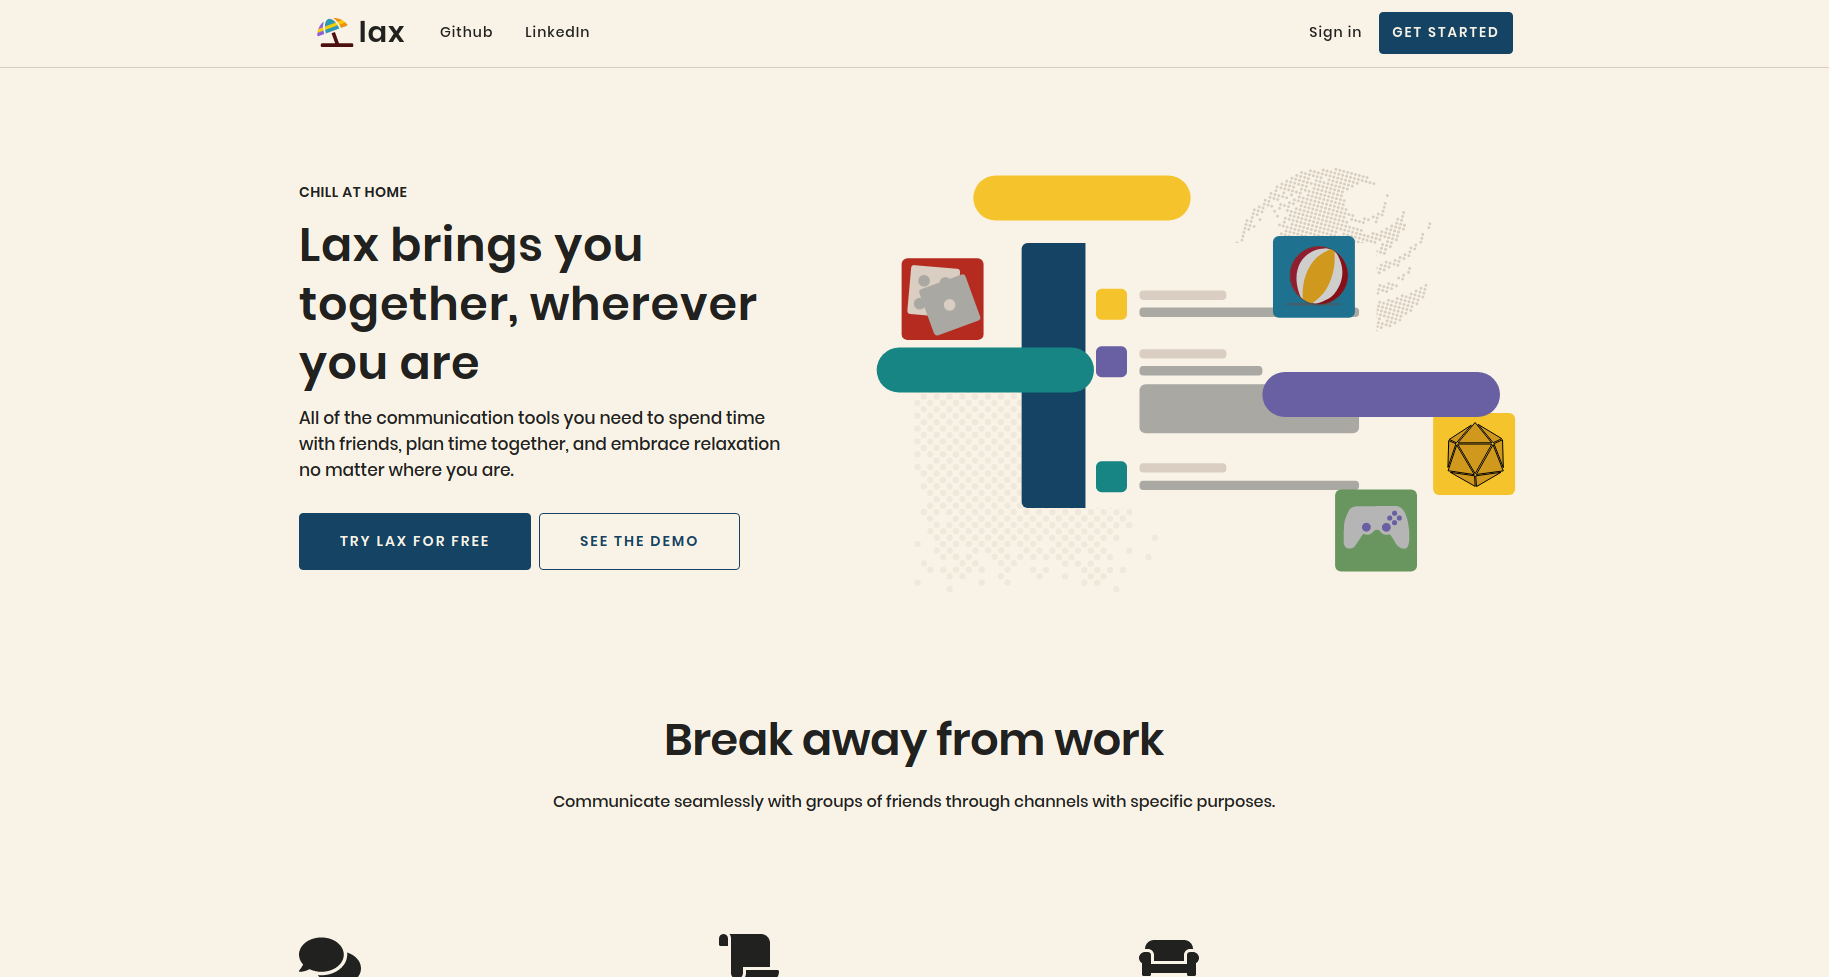 lax
Github
LinkedIn
Sign in
GET STARTED
CHILL AT HOME
Lax brings you
together, wherever
you are
All of the communication tools you need to spend time
with friends, plan time together, and embrace relaxation
no matter where you are.
TRY LAX FOR FREE
SEE THE DEMO
Break away from work
Communicate seamlessly with groups of friends through channels with specific purposes.